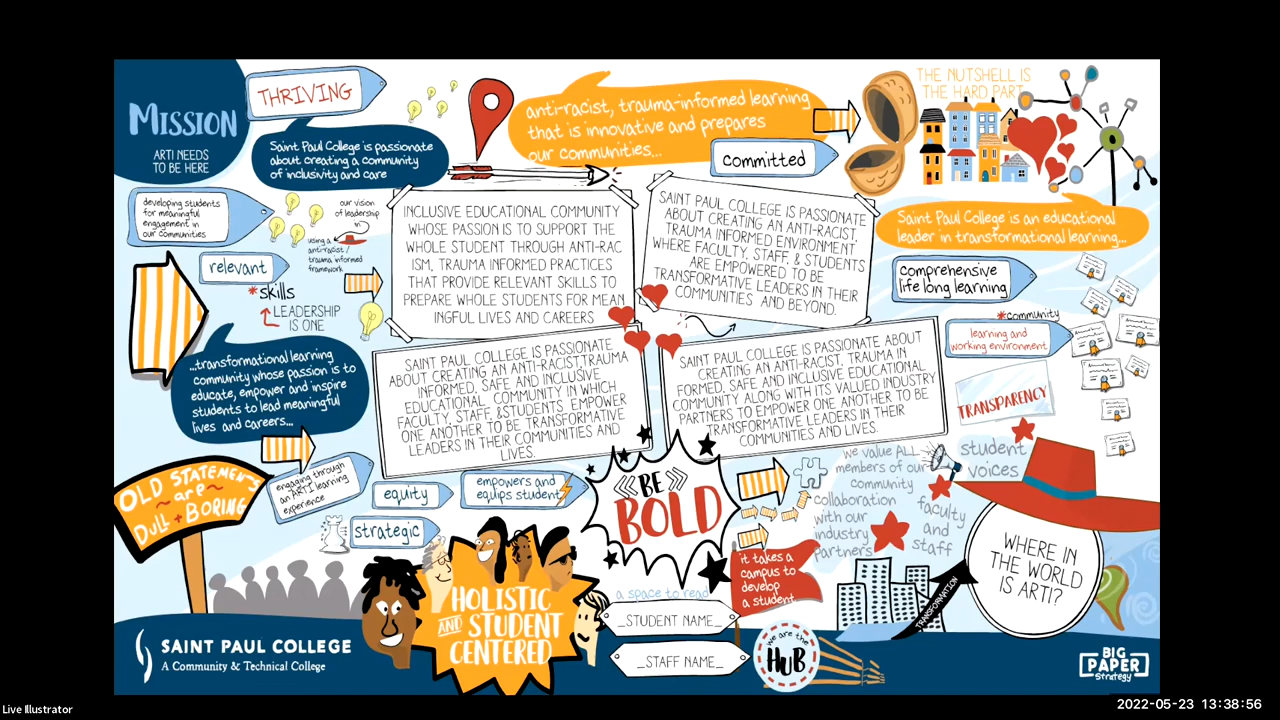 MISSION
ARTI NEEDS
TO BE HERE
THRIVING
Saint Paul College is passionate
about creating a community
of inclusivity and care
anti-racist, trauma-informed learning
that is innovative and prepares
our communities...
committed
THE NUTSHELL IS
THE HARD PART
developing students
for meaningful
engagement in
our communities
our vision
of leadership
in
using a
anti-racist /
trauma informed
framework
relevant
*skills
LEADERSHIP
IS ONE
INCLUSIVE EDUCATIONAL COMMUNITY
WHOSE PASSION IS TO SUPPORT THE
WHOLE STUDENT THROUGH ANTI-RAC
ISM, TRAUMA INFORMED PRACTICES
THAT PROVIDE RELEVANT SKILLS TO
PREPARE WHOLE STUDENTS FOR MEAN
INGFUL LIVES AND CAREERS
SAINT PAUL COLLEGE IS PASSIONATE
ABOUT CREATING AN ANTI-RACIST,
TRAUMA INFORMED ENVIRONMENT
WHERE FACULTY, STAFF, & STUDENTS
ARE EMPOWERED TO BE
TRANSFORMATIVE LEADERS IN THEIR
COMMUNITIES AND BEYOND.
Saint Paul College is an educational
leader in transformational learning...
comprehensive
life long learning
*community
learning and
working environment
...transformational learning
community whose passion is to
educate, empower and inspire
students to lead meaningful
lives and careers...
SAINT PAUL COLLEGE IS PASSIONATE
ABOUT CREATING AN ANTI-RACIST,TRAUMA
INFORMED, SAFE AND INCLUSIVE
EDUCATIONAL COMMUNITY IN WHICH
FACULTY, STAFF, &STUDENTS EMPOWER
ONE ANOTHER TO BE TRANSFORMATIVE
LEADERS IN THEIR COMMUNITIES AND
LIVES.
SAINT PAUL COLLEGE IS PASSIONATE ABOUT
CREATING AN ANTI-RACIST, TRAUMA IN
FORMED, SAFE AND INCLUSIVE EDUCATIONAL
COMMUNITY ALONG WITH ITS VALUED INDUSTRY
PARTNERS TO EMPOWER ONE ANOTHER TO BE
TRANSFORMATIVE LEADERS IN THEIR
COMMUNITIES AND LIVES.
TRANSPARENCY
OLD STATEMENTS
are
DULL + BORING
engaging through
an ARTI learning
experience
equity
empowers and
equips student
strategic
BE
BOLD
we value ALL
members of our
community
collaboration
with our
industry
partners
student
voices
faculty
and
staff
WHERE IN
THE WORLD
IS ARTI?
TRANSFORMATION
it takes a
campus to
develop
a student
HOLISTIC
AND STUDENT
CENTERED
a space to read
_STUDENT NAME_
_STAFF NAME_
we are the
HUB
SAINT PAUL COLLEGE
A Community & Technical College
BIG
PAPER
Strategy
Live Illustrator
2022-05-23 13:38:56